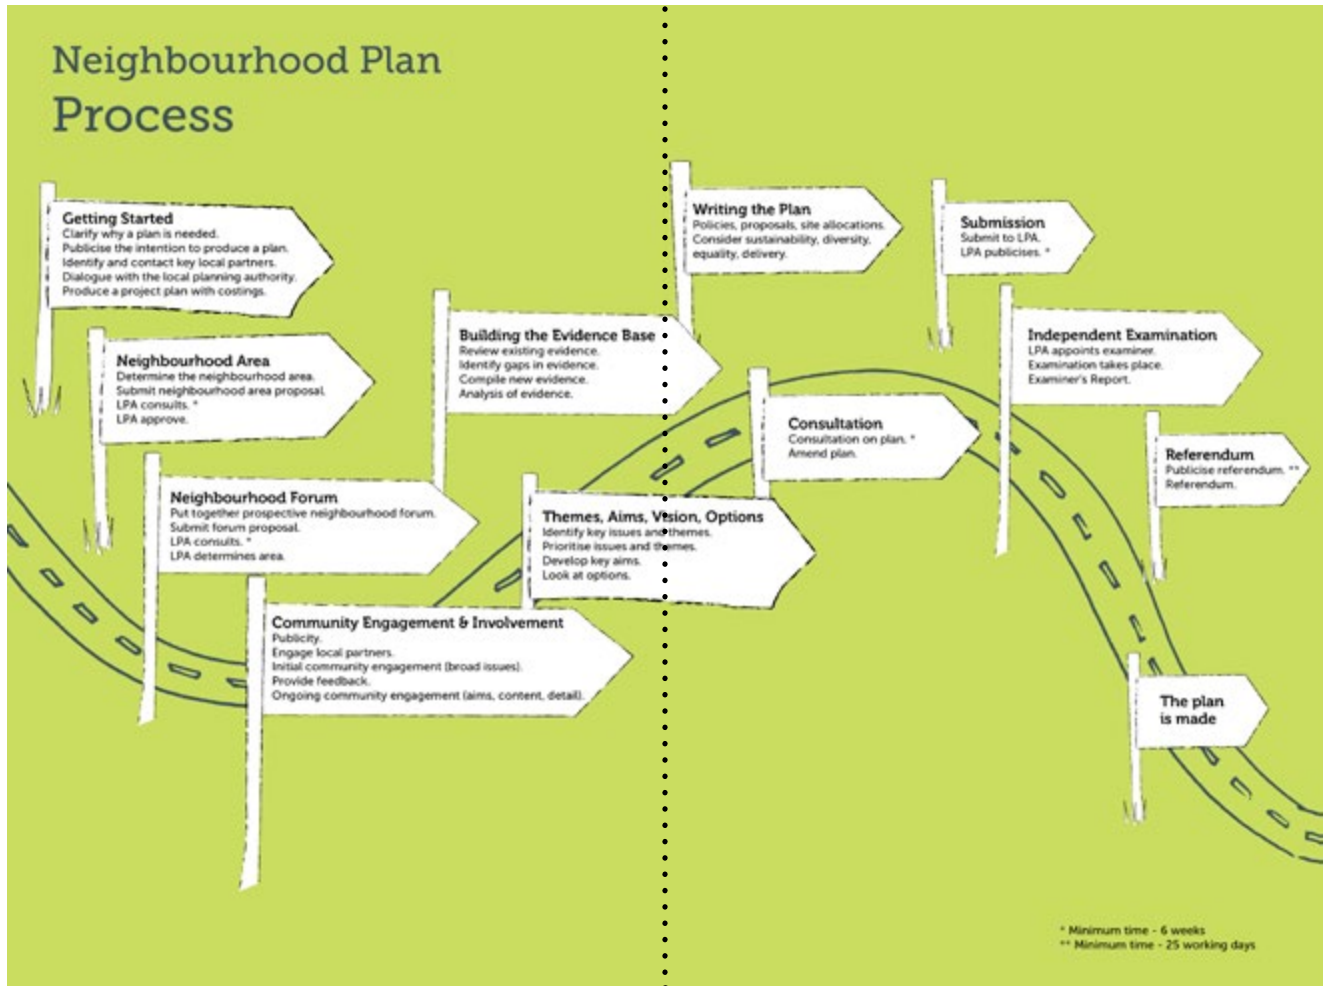 Neighbourhood Plan
Process
Getting Started
Clarify why a plan is needed.
Publicise the intention to produce a plan.
Identify and contact key local partners.
Dialogue with the local planning authority.
Produce a project plan with costings.
Neighbourhood Area
Determine the neighbourhood area.
Submit neighbourhood area proposal.
LPA consults. *
LPA approve.
Neighbourhood Forum
Put together prospective neighbourhood forum.
Submit forum proposal.
LPA consults. *
LPA determines area.
Community Engagement & Involvement
Publicity.
Engage local partners.
Initial community engagement (broad issues).
Provide feedback.
Ongoing community engagement (aims, content, detail).
Building the Evidence Base
Review existing evidence.
Identify gaps in evidence.
Compile new evidence.
Analysis of evidence.
Themes, Aims, Vision, Options
Identify key issues and themes.
Prioritise issues and themes.
Develop key aims.
Look at options.
Writing the Plan
Policies, proposals, site allocations.
Consider sustainability, diversity,
equality, delivery.
Consultation
Consultation on plan. *
Amend plan.
Submission
Submit to LPA.
LPA publicises. *
Independent Examination
LPA appoints examiner.
Examination takes place.
Examiner's Report.
Referendum
Publicise referendum. **
Referendum.
The plan
is made
* Minimum time - 6 weeks
** Minimum time - 25 working days